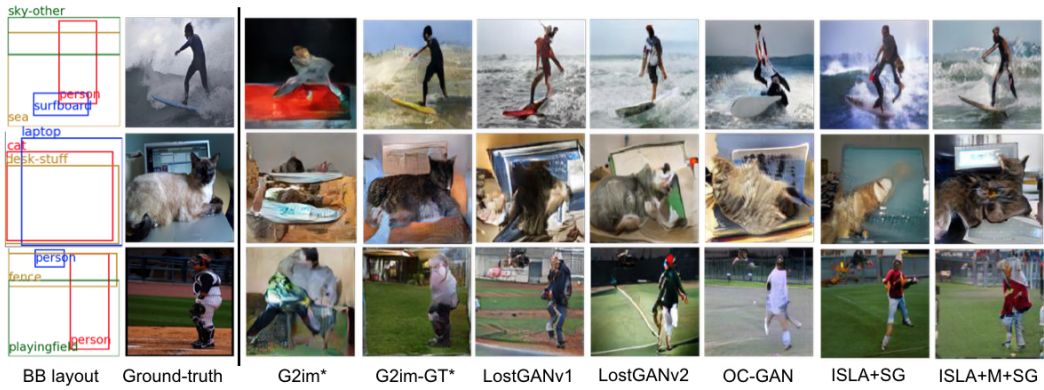 sky-other
person
surfboard
sea
laptop
cat
desk-stuff
person
fence
person
playingfield
BB layout
Ground-truth
G2im*
G2im-GT*
LostGANv1
LostGANv2
OC-GAN
ISLA+SG
ISLA+M+SG